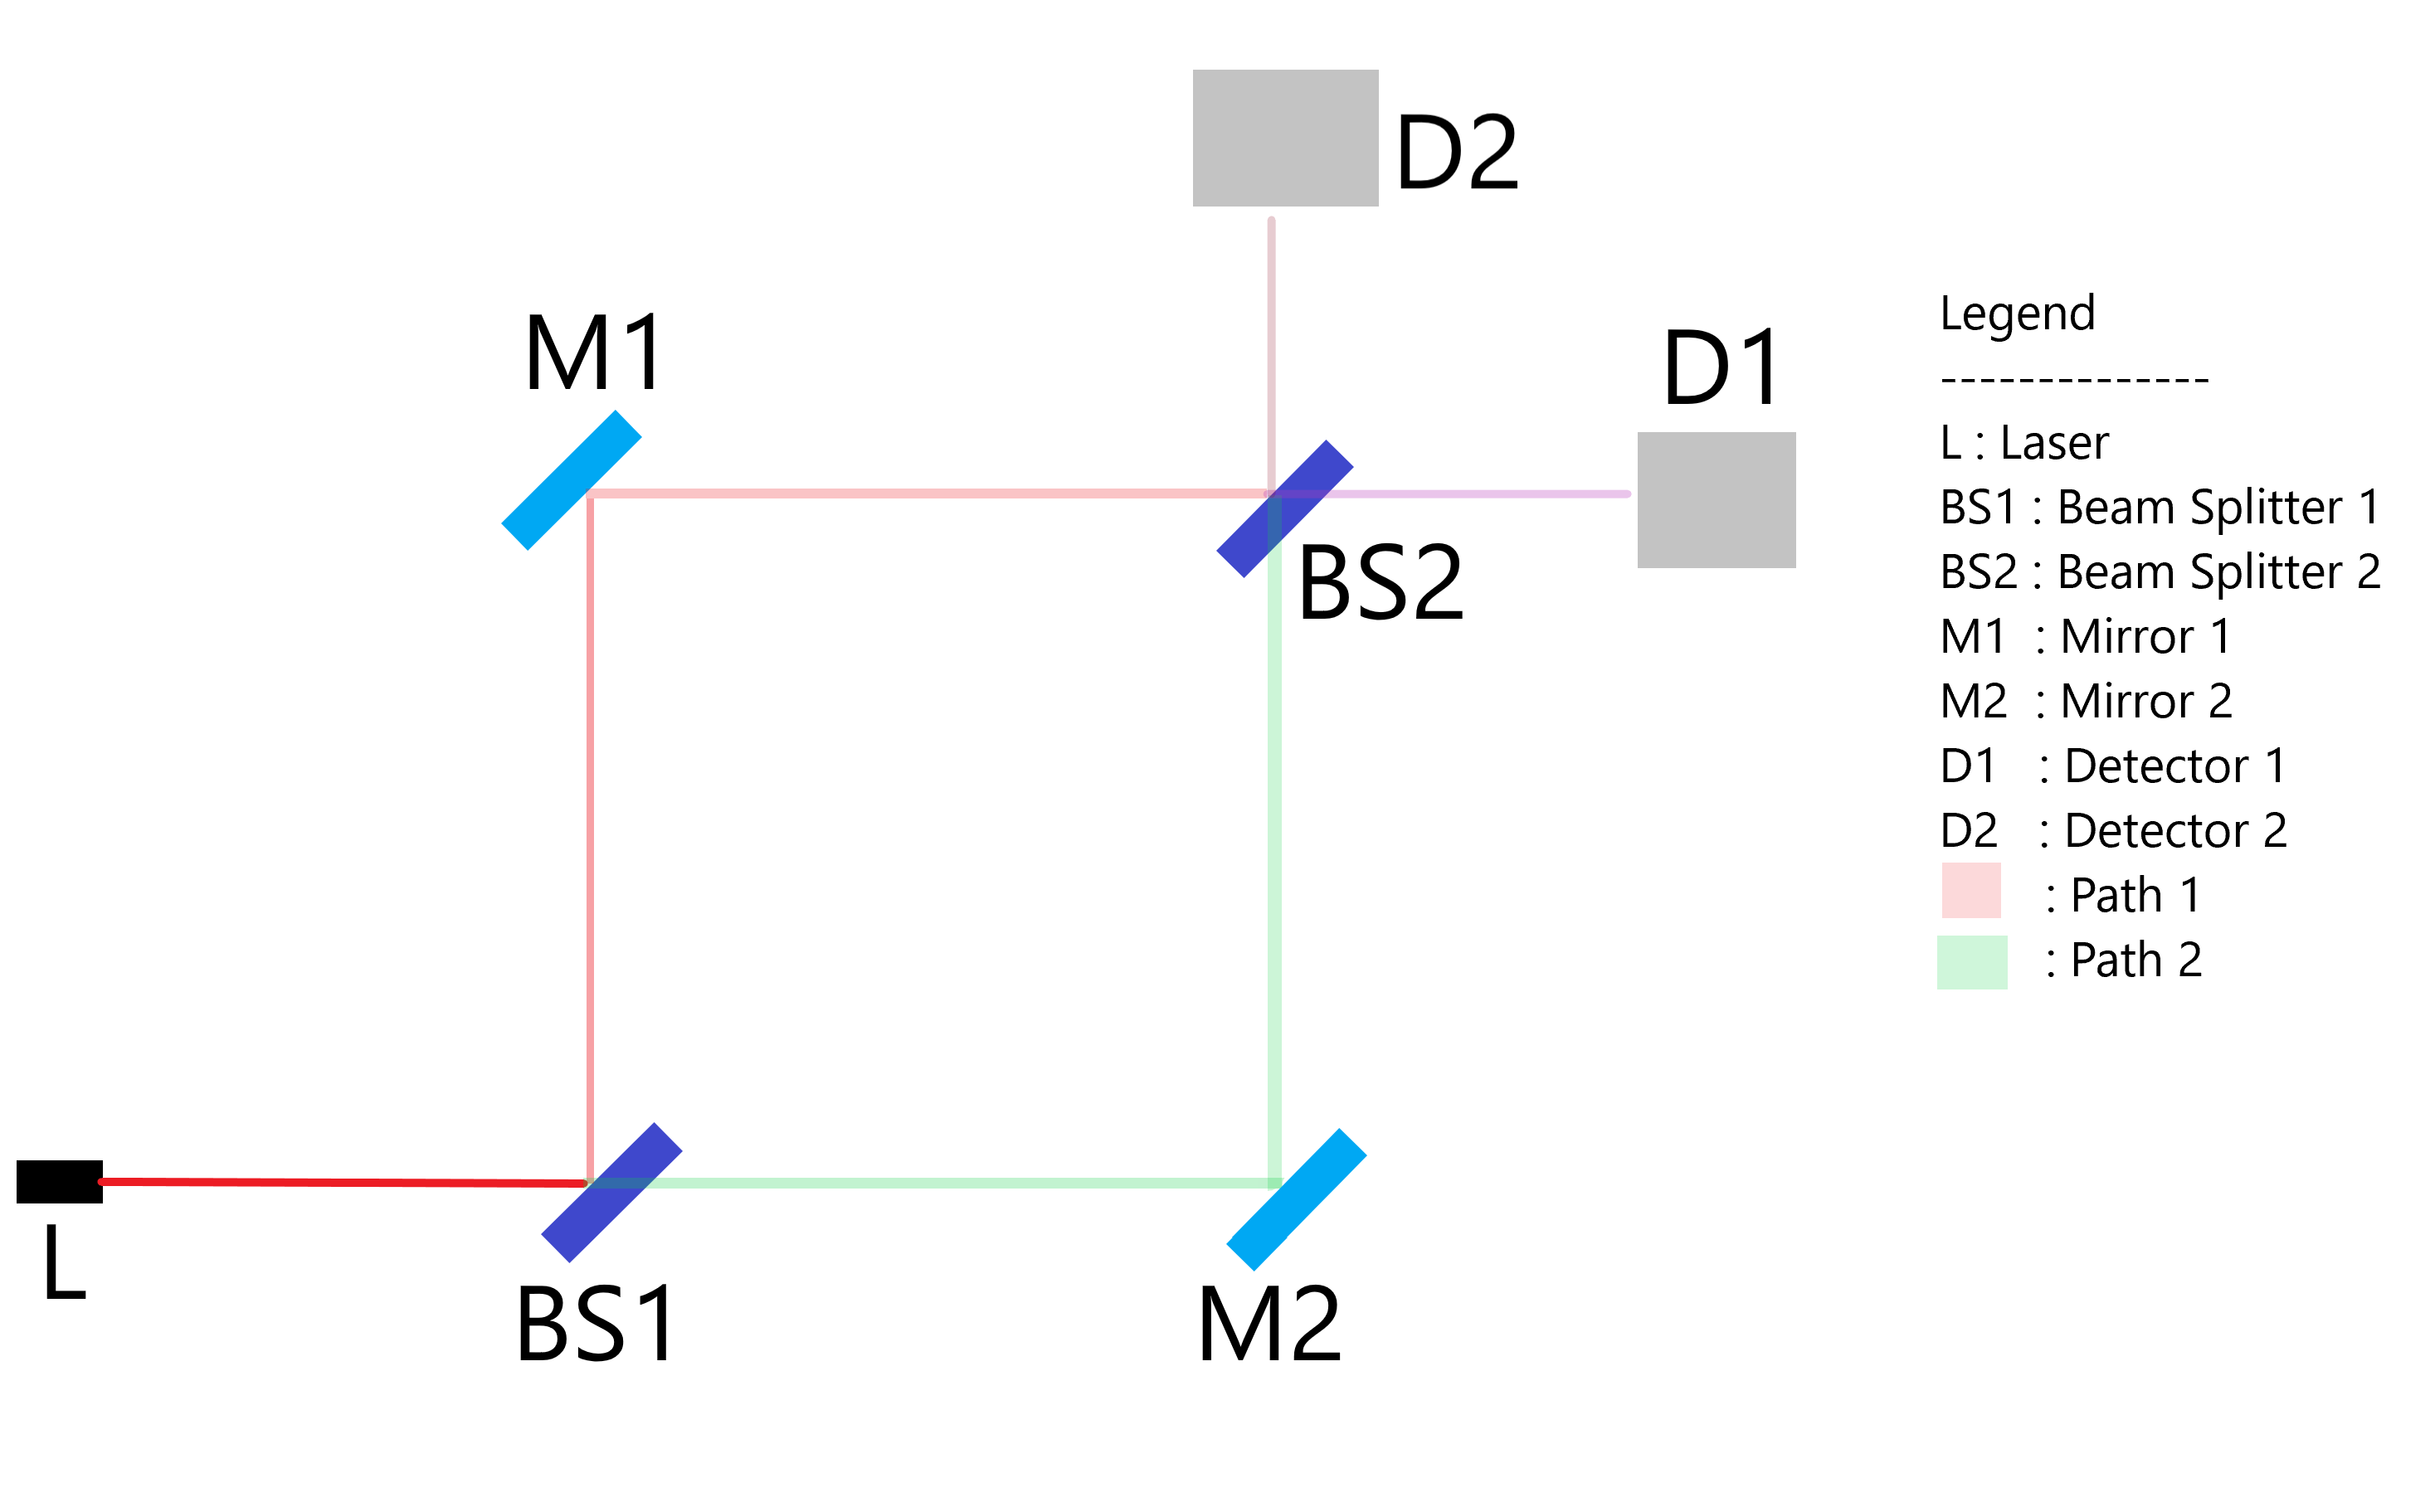 D2
M1
D1
BS2
L
BS1
M2
Legend
--------------
L : Laser
BS1 : Beam Splitter 1
BS2 : Beam Splitter 2
M1 : Mirror 1
M2 : Mirror 2
D1 : Detector 1
D2 : Detector 2
: Path 1
: Path 2